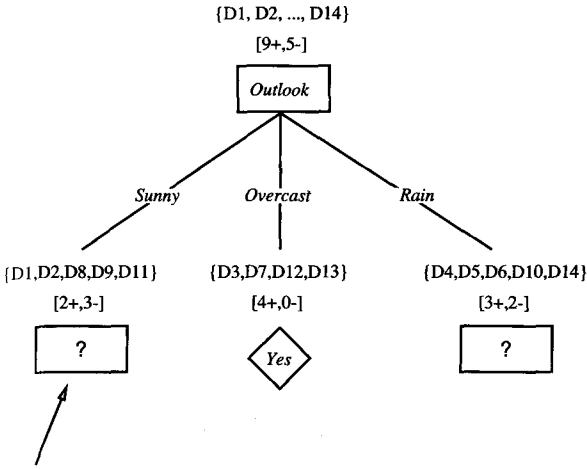 {D1, D2, ..., D14}
[9+,5-]
Outlook
Sunny
Overcast
Rain
{D1,D2,D8,D9,D11}
{D3,D7,D12,D13}
{D4,D5,D6,D10,D14}
[2+,3-]
[4+,0-]
[3+,2-]
?
Yes
?